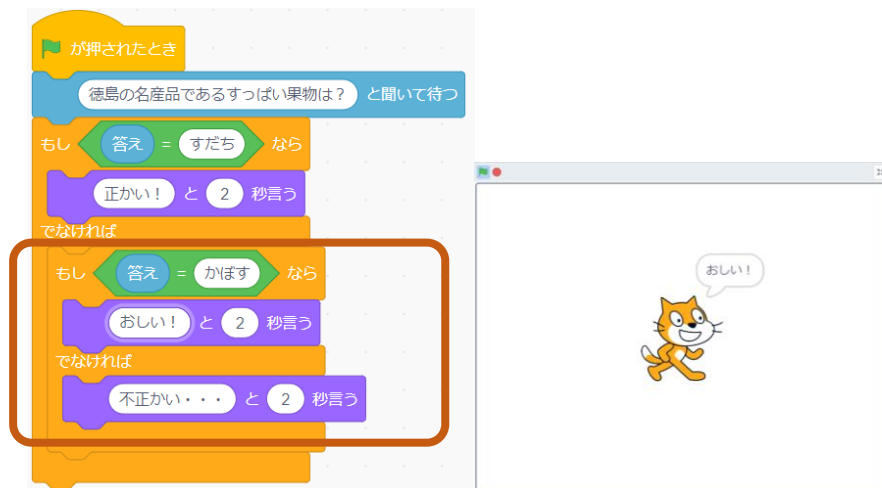 が押されたとき
徳島の名産品であるすっぱい果物は？ と聞いて待つ
もし 答え = すだち なら
正かい！ と 2 秒言う
でなければ
もし 答え = かぼす なら
おしい！ と 2 秒言う
でなければ
不正かい・・・ と 2 秒言う
おしい！